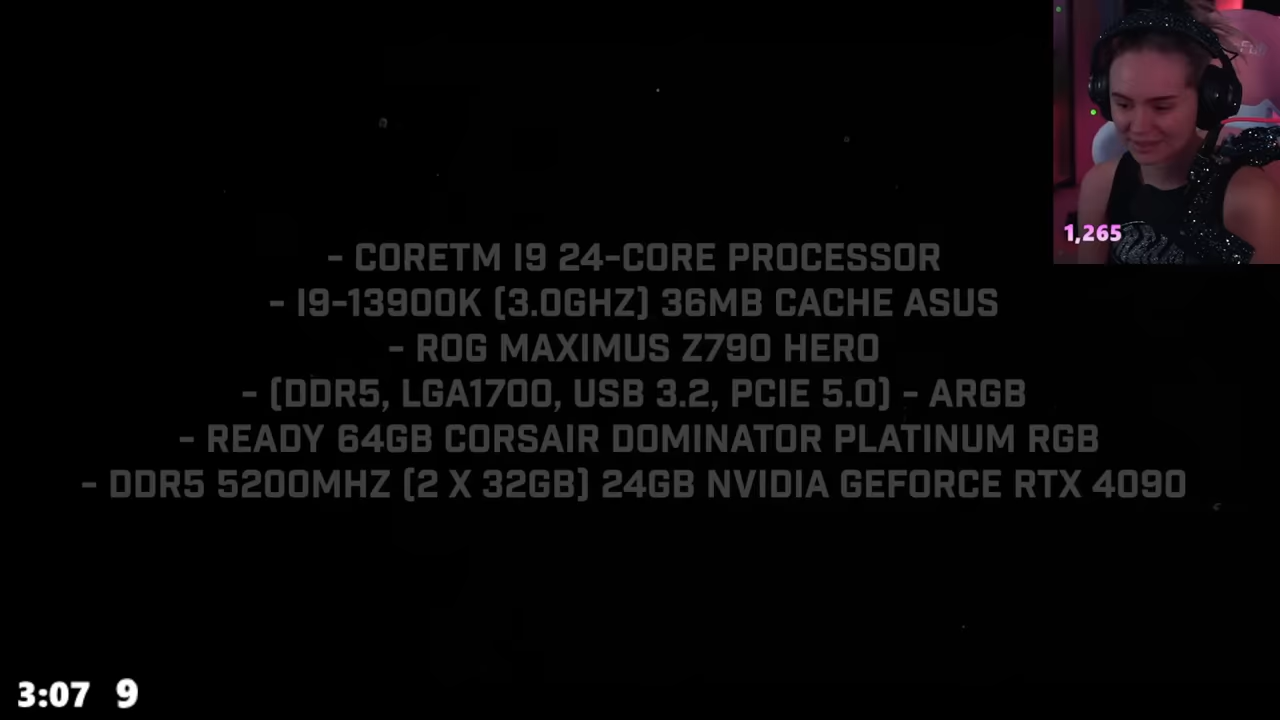 1,265
- CORETM I9 24-CORE PROCESSOR
- I9-13900K (3.0GHZ) 36MB CACHE ASUS
- ROG MAXIMUS Z790 HERO
- (DDR5, LGA1700, USB 3.2, PCIE 5.0) - ARGB
- READY 64GB CORSAIR DOMINATOR PLATINUM RGB
- DDR5 5200MHZ (2 X 32GB) 24GB NVIDIA GEFORCE RTX 4090
3:07 9